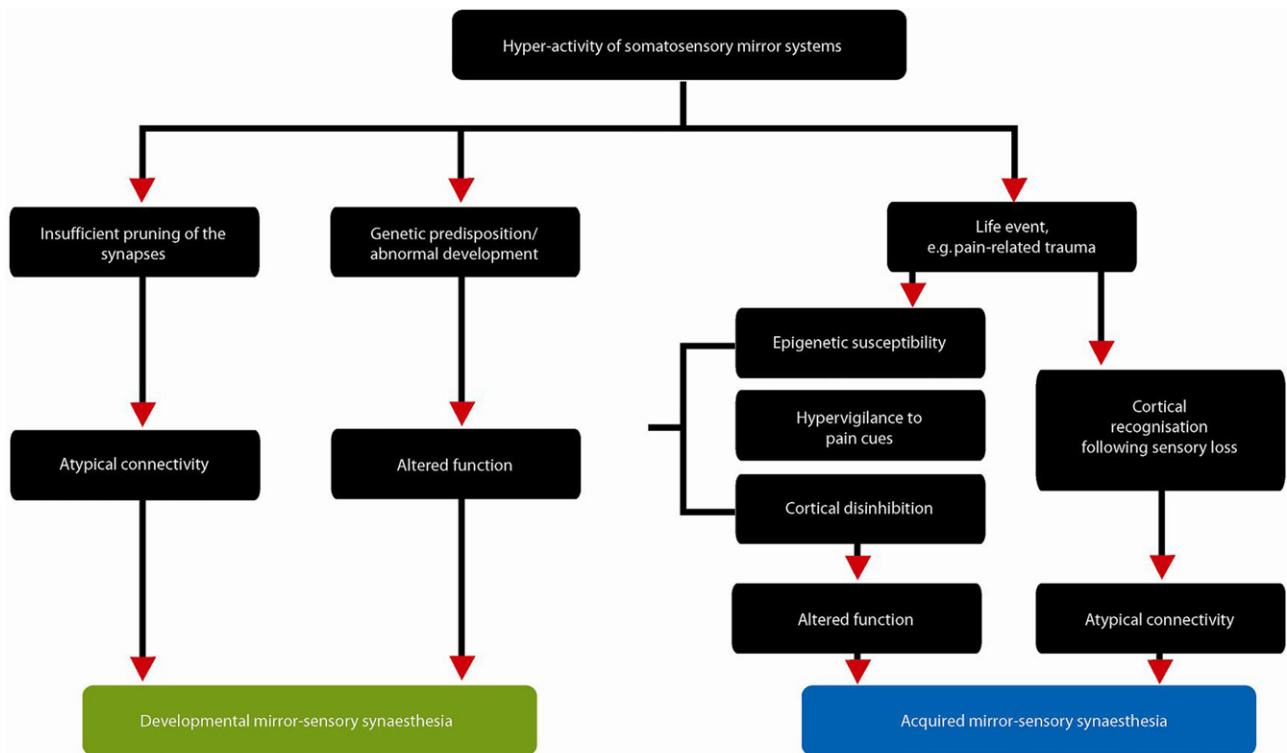 Hyper-activity of somatosensory mirror systems
Insufficient pruning of the
synapses
Genetic predisposition/
abnormal development
Life event,
e.g. pain-related trauma
Epigenetic susceptibility
Hypervigilance to
pain cues
Cortical
recognisation
following sensory loss
Atypical connectivity
Altered function
Cortical disinhibition
Altered function
Atypical connectivity
Developmental mirror-sensory synaesthesia
Acquired mirror-sensory synaesthesia